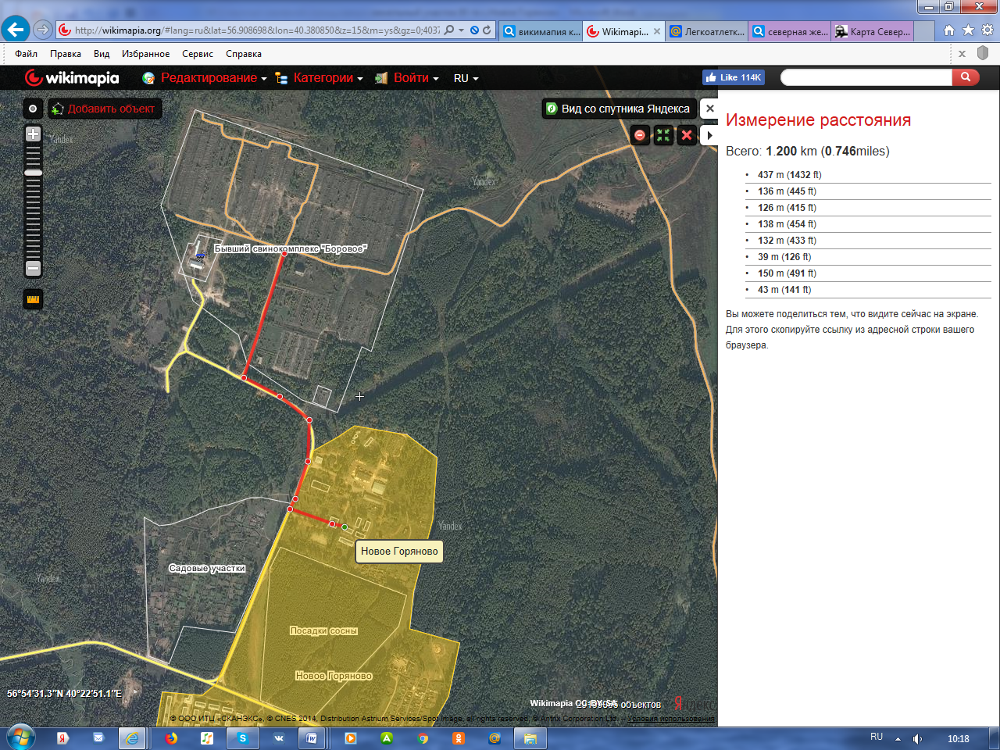 http://wikimapia.org/#lang=ru&lat=56.908698&lon=40.380850&z=15&m=ys&gz=0;4037
викимапия к...
Wikimapi...
Легкоатлетк...
северная же...
Карта Север...
Файл Правка Вид Избранное Сервис Справка
wikimapia Редактирование Категории Войти RU
Like 114K
Добавить объект
Вид со спутника Яндекса
Измерение расстояния
Всего: 1.200 km (0.746miles)
• 437 m (1432 ft)
• 136 m (445 ft)
• 126 m (415 ft)
• 138 m (454 ft)
• 132 m (433 ft)
• 39 m (126 ft)
• 150 m (491 ft)
• 43 m (141 ft)
Вы можете поделиться тем, что видите сейчас на экране.
Для этого скопируйте ссылку из адресной строки вашего
браузера.
Yandex
Yandex
Бывший свинокомплекс "Боровое"
Yandex
Новое Горяново
Садовые участки
Yandex
Посадки сосны
Новое Горяново
56°54'31.3"N 40°22'51.1"E
Wikimapia CC-BY-SA
объектов
Яндекс
© ООО ИТЦ «СКАНЭКС», © CNES 2014, Distribution Astrium Services/Spot Image, all rights reserved, © Antrix Corporation Ltd. – Условия использования
RU 10:18